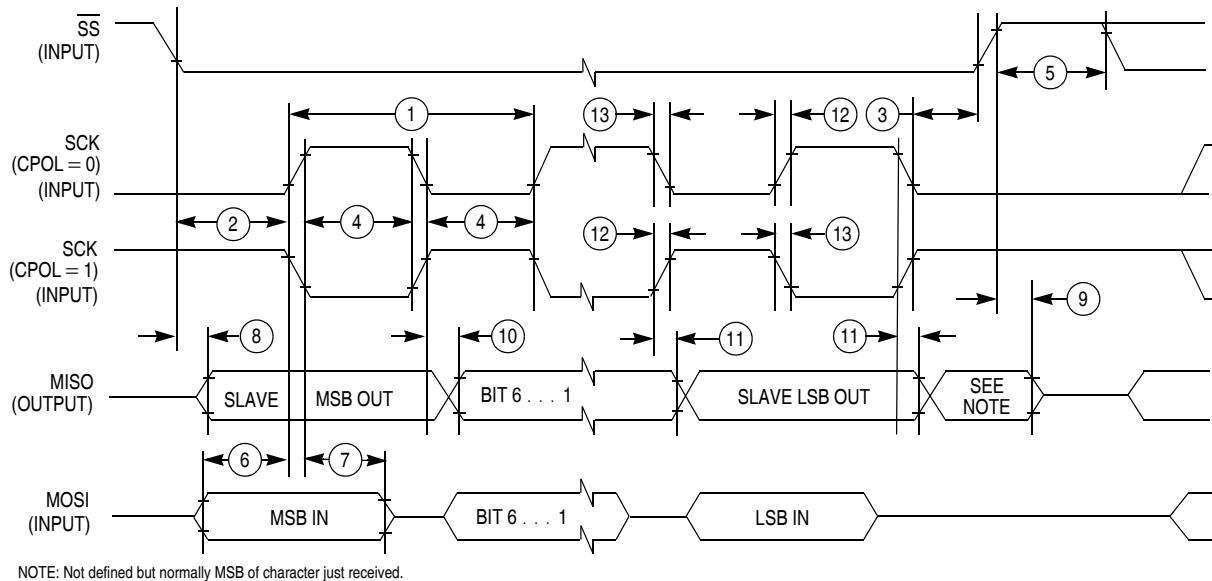 SS
(INPUT)
5
1
13
12
3
SCK
(CPOL = 0)
(INPUT)
2
4
4
12
13
SCK
(CPOL = 1)
(INPUT)
9
8
10
11
11
MISO
(OUTPUT)
SLAVE MSB OUT
BIT 6 . . . 1
SLAVE LSB OUT
SEE
NOTE
6
7
MOSI
(INPUT)
MSB IN
BIT 6 . . . 1
LSB IN
NOTE: Not defined but normally MSB of character just received.